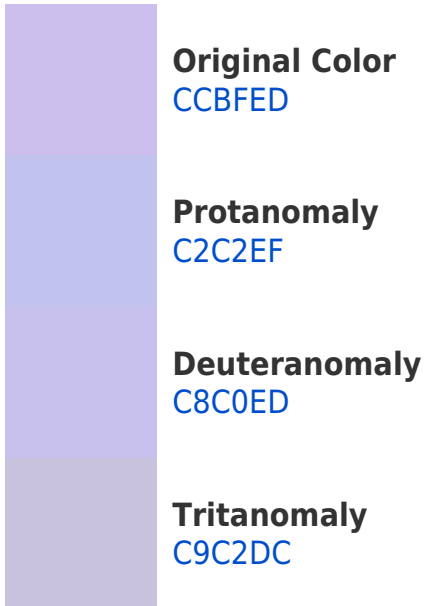 Original Color
CCBFED
Protanomaly
C2C2EF
Deuteranomaly
C8C0ED
Tritanomaly
C9C2DC